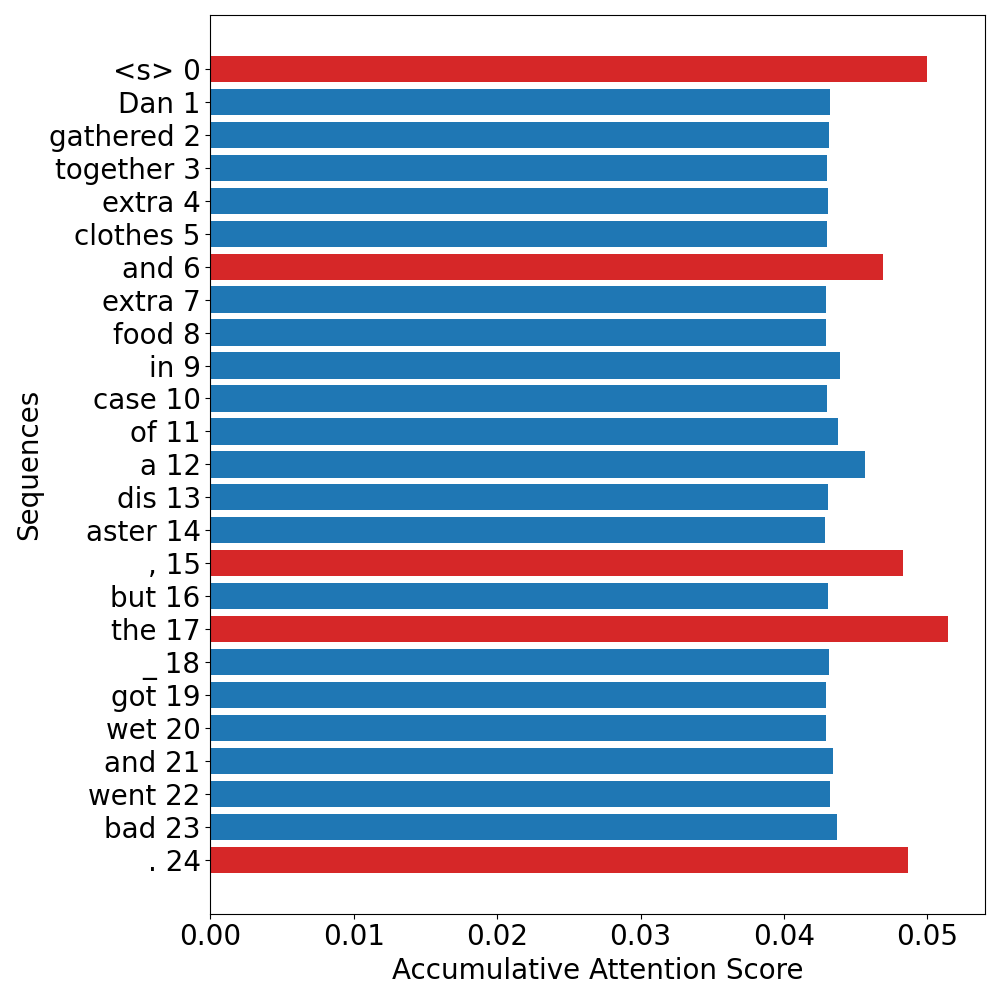 <s> 0
Dan 1
gathered 2
together 3
extra 4
clothes 5
and 6
extra 7
food 8
in 9
case 10
of 11
a 12
dis 13
aster 14
, 15
but 16
the 17
_ 18
got 19
wet 20
and 21
went 22
bad 23
. 24
Sequences
0.00 0.01 0.02 0.03 0.04 0.05
Accumulative Attention Score